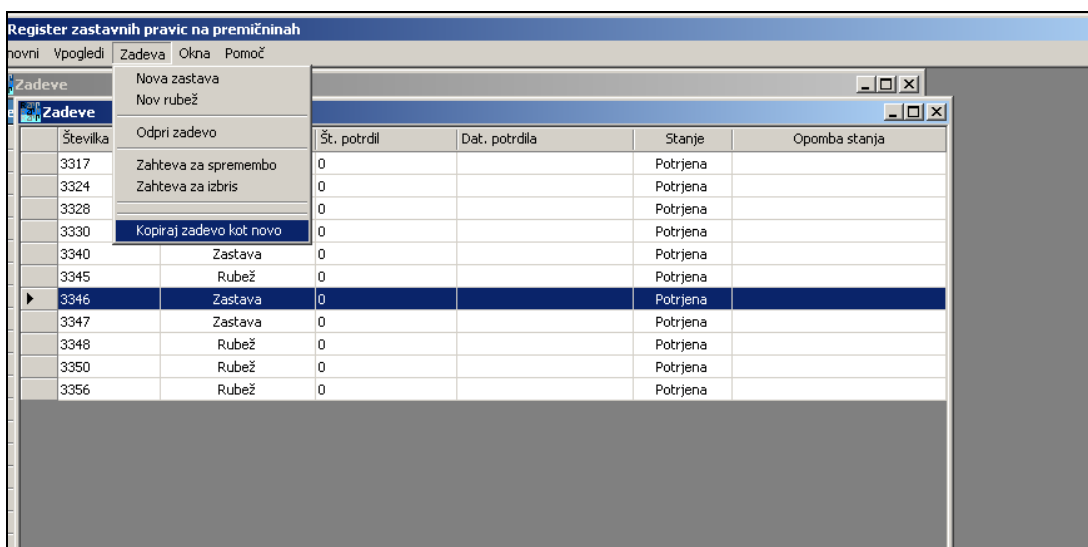 Register zastavnih pravic na premičninah
novni Vpogledi Zadeva Okna Pomoč
Zadeve
Nova zastava
Nov rubež
Odpri zadevo
Zahteva za spremembo
Zahteva za izbris
Kopiraj zadevo kot novo
Zadeve
Številka Št. potrdil Dat. potrdila Stanje Opomba stanja
3317 0 Potrjena
3324 0 Potrjena
3328 0 Potrjena
3330 0 Potrjena
3340 Zastava 0 Potrjena
3345 Rubež 0 Potrjena
3346 Zastava 0 Potrjena
3347 Zastava 0 Potrjena
3348 Rubež 0 Potrjena
3350 Rubež 0 Potrjena
3356 Rubež 0 Potrjena